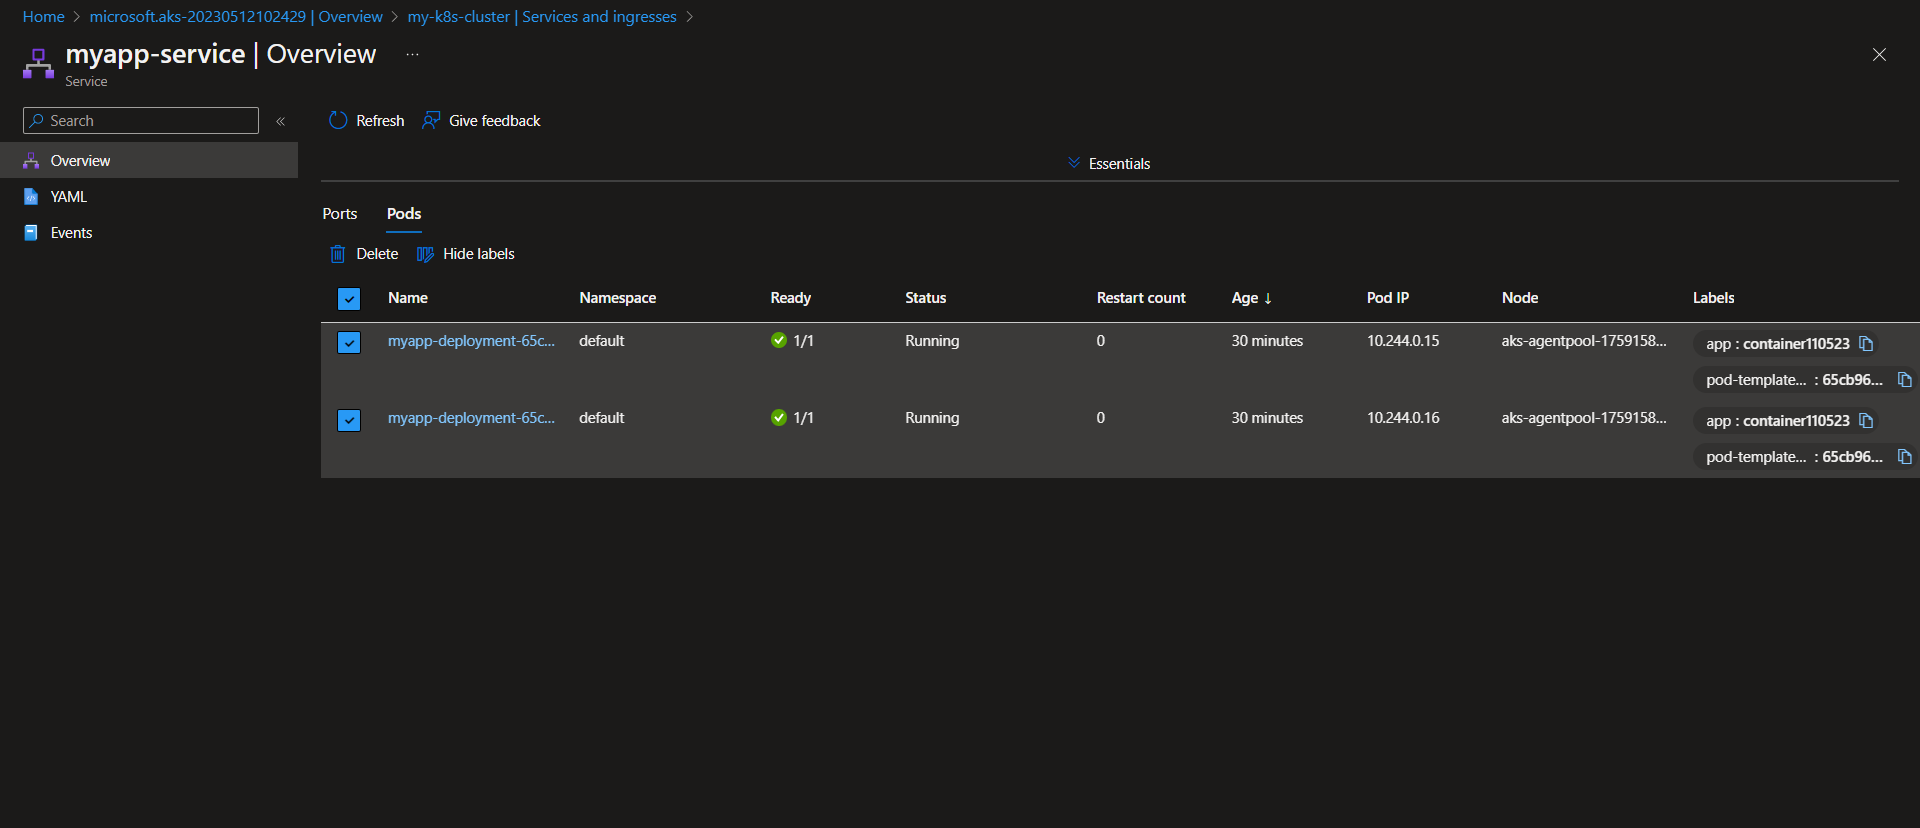 Home > microsoft.aks-20230512102429 | Overview > my-k8s-cluster | Services and ingresses >
myapp-service | Overview ...
Service
Search «
Refresh Give feedback
Overview
Essentials
YAML
Ports Pods
Events
Delete Hide labels
Name Namespace Ready Status Restart count Age ↓ Pod IP Node Labels
myapp-deployment-65c... default 1/1 Running 0 30 minutes 10.244.0.15 aks-agentpool-1759158... app : container110523
pod-template... : 65cb96...
myapp-deployment-65c... default 1/1 Running 0 30 minutes 10.244.0.16 aks-agentpool-1759158... app : container110523
pod-template... : 65cb96...